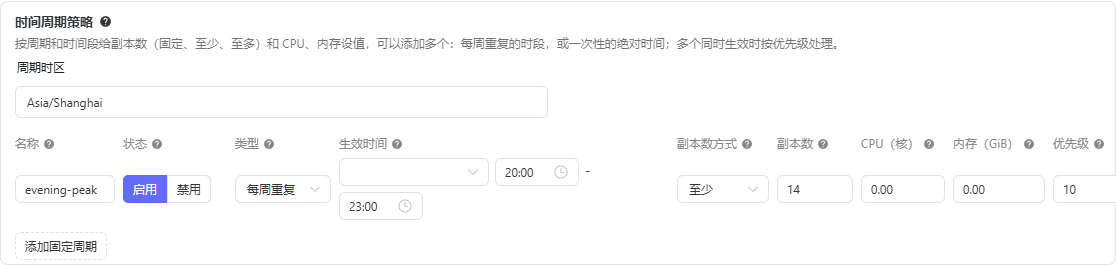 时间周期策略
按周期和时间段给副本数（固定、至少、至多）和 CPU、内存设值，可以添加多个：每周重复的时段，或一次性的绝对时间；多个同时生效时按优先级处理。
周期时区
Asia/Shanghai
名称 状态 类型 生效时间 副本数方式 副本数 CPU（核） 内存（GiB） 优先级
evening-peak 启用 禁用 每周重复 20:00 - 23:00 至少 14 0.00 0.00 10
添加固定周期